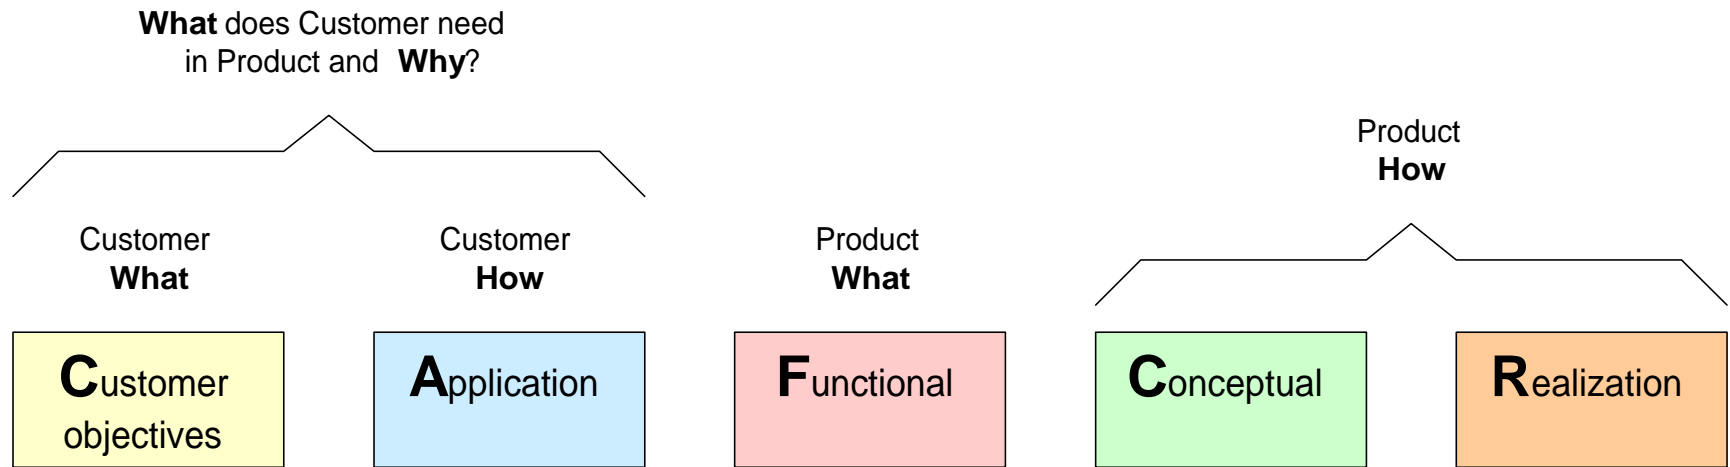 What does Customer need
in Product and Why?
Product
How
Customer
What
Customer
How
Product
What
Customer
objectives
Application
Functional
Conceptual
Realization